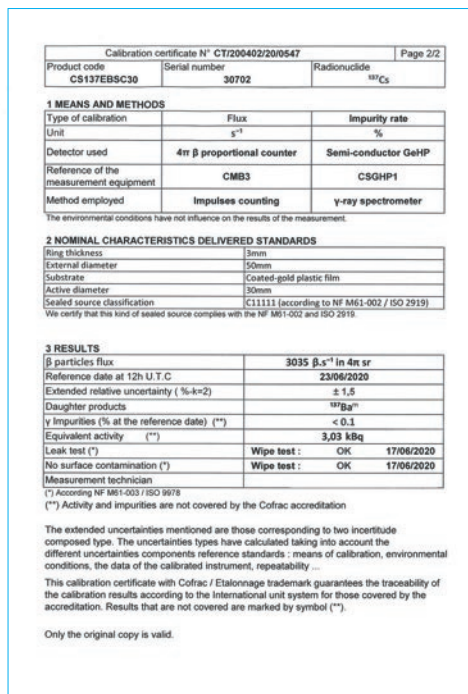 Calibration certificate N° CT/200402/20/0547 Page 2/2
Product code Serial number Radionuclide
CS137EBSC30 30702 ¹³⁷Cs
1 MEANS AND METHODS
Type of calibration Flux Impurity rate
Unit s⁻¹ %
Detector used 4π β proportional counter Semi-conductor GeHP
Reference of the
measurement equipment CMB3 CSGHP1
Method employed Impulses counting γ-ray spectrometer
The environmental conditions have not influence on the results of the measurement.
2 NOMINAL CHARACTERISTICS DELIVERED STANDARDS
Ring thickness 3mm
External diameter 50mm
Substrate Coated-gold plastic film
Active diameter 30mm
Sealed source classification C11111 (according to NF M61-002 / ISO 2919)
We certify that this kind of sealed source complies with the NF M61-002 and ISO 2919.
3 RESULTS
β particles flux 3035 β.s⁻¹ in 4π sr
Reference date at 12h U.T.C 23/06/2020
Extended relative uncertainty ( %-k=2) ± 1,5
Daughter products ¹³⁷Baᵐ
γ Impurities (% at the reference date) (**) < 0.1
Equivalent activity (**) 3,03 kBq
Leak test (*) Wipe test : OK 17/06/2020
No surface contamination (*) Wipe test : OK 17/06/2020
Measurement technician
(*) According NF M61-003 / ISO 9978
(**) Activity and impurities are not covered by the Cofrac accreditation
The extended uncertainties mentioned are those corresponding to two incertitude
composed type. The uncertainties types have calculated taking into account the
different uncertainties components reference standards : means of calibration, environmental
conditions, the data of the calibrated instrument, repeatability ...
This calibration certificate with Cofrac / Etalonnage trademark guarantees the traceability of
the calibration results according to the International unit system for those covered by the
accreditation. Results that are not covered are marked by symbol (**).
Only the original copy is valid.